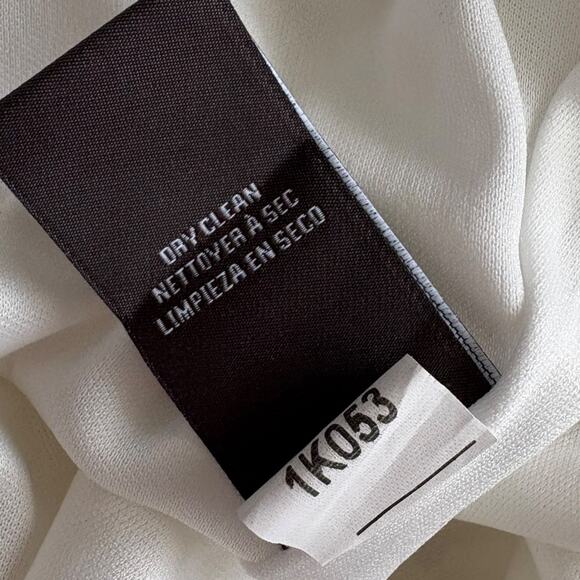 DRY CLEAN
NETTOYER À SEC
LIMPIEZA EN SECO
1K053